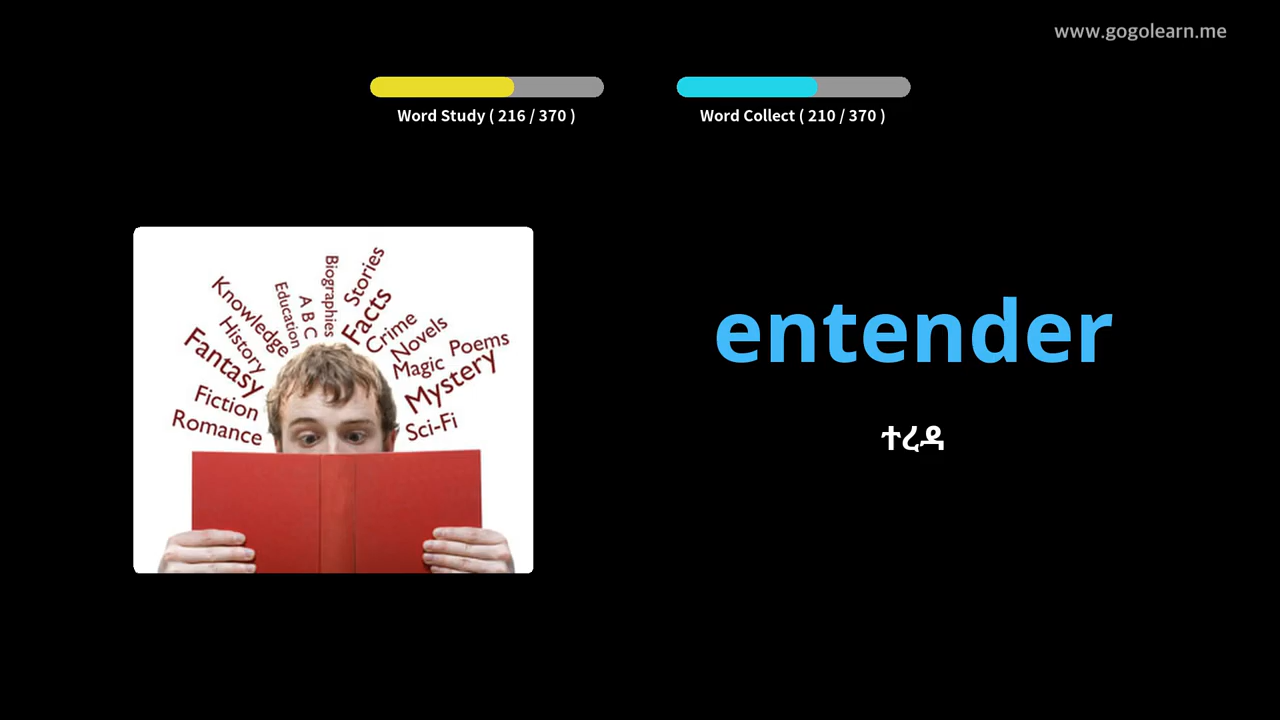 www.gogolearn.me
Word Study ( 216 / 370 )
Word Collect ( 210 / 370 )
Biographies
Stories
Education
A B C
Facts
Knowledge
Crime
Novels
History
Poems
Fantasy
Magic
Mystery
Fiction
Romance
Sci-Fi
entender
ተረዳ